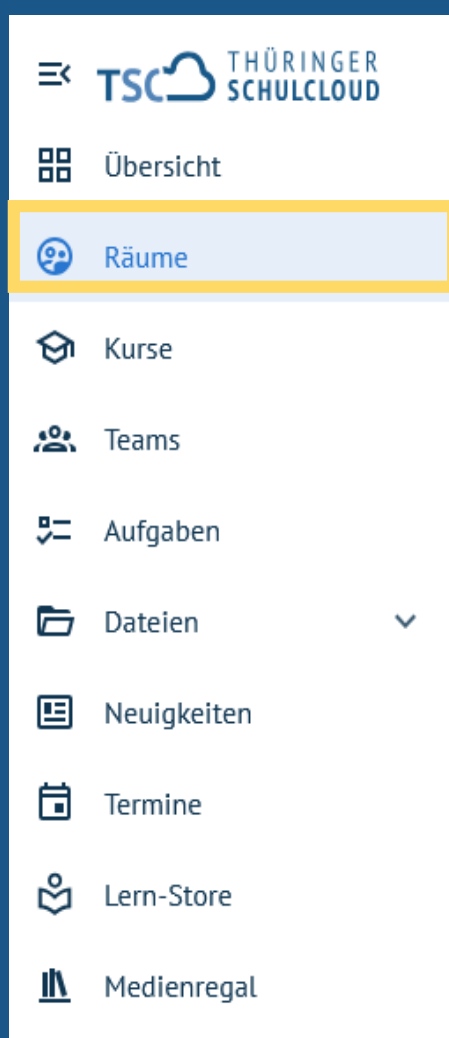 TSC THÜRINGER
SCHULCLOUD
Übersicht
Räume
Kurse
Teams
Aufgaben
Dateien
Neuigkeiten
Termine
Lern-Store
Medienregal